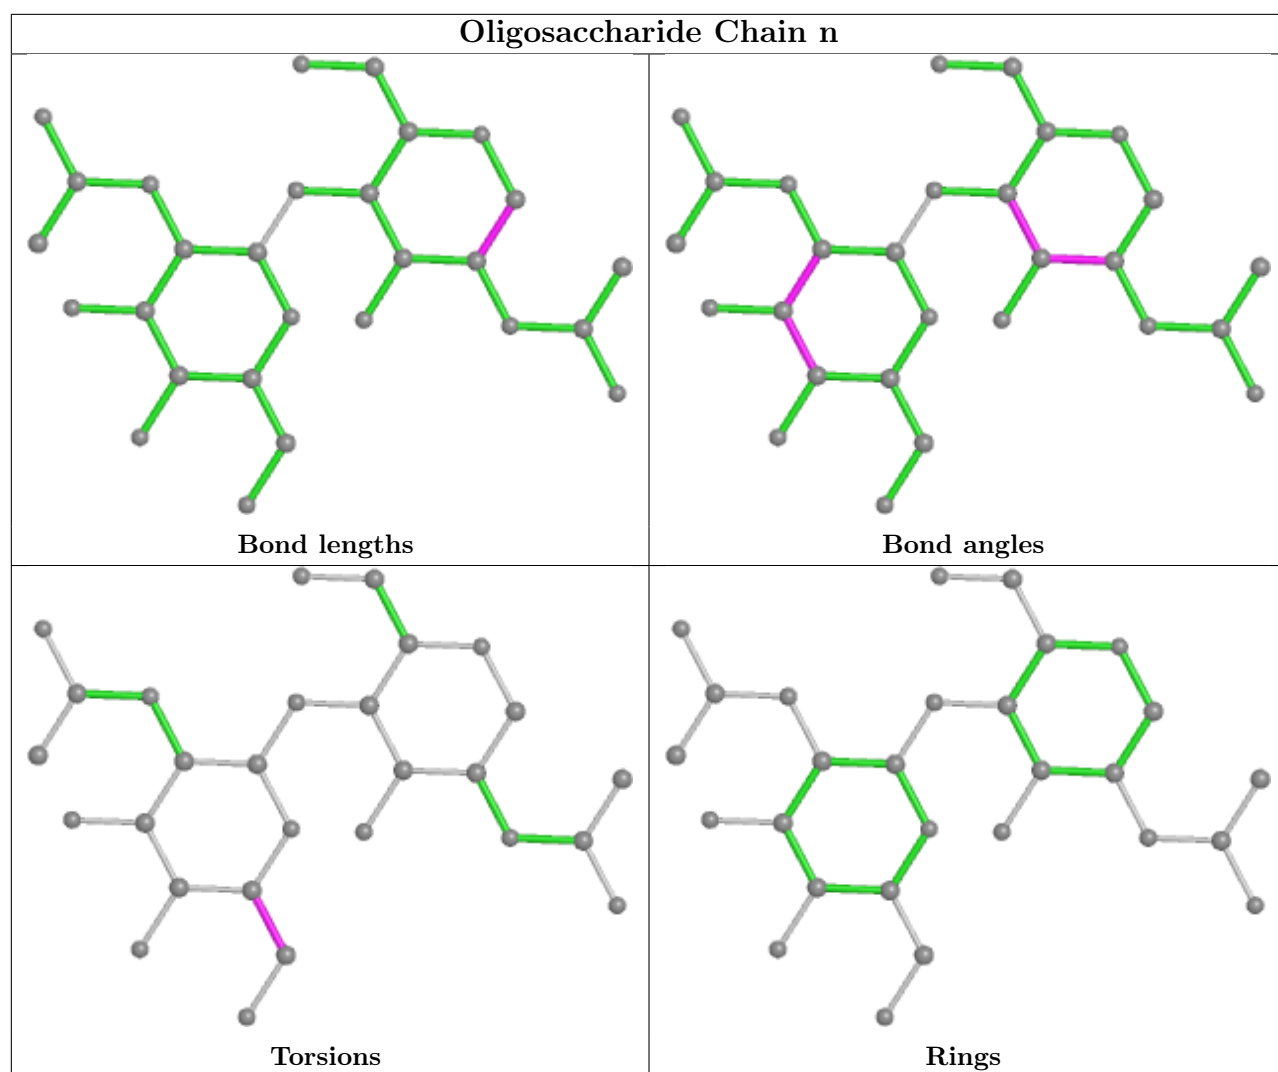 Oligosaccharide Chain n
Bond lengths
Bond angles
Torsions
Rings